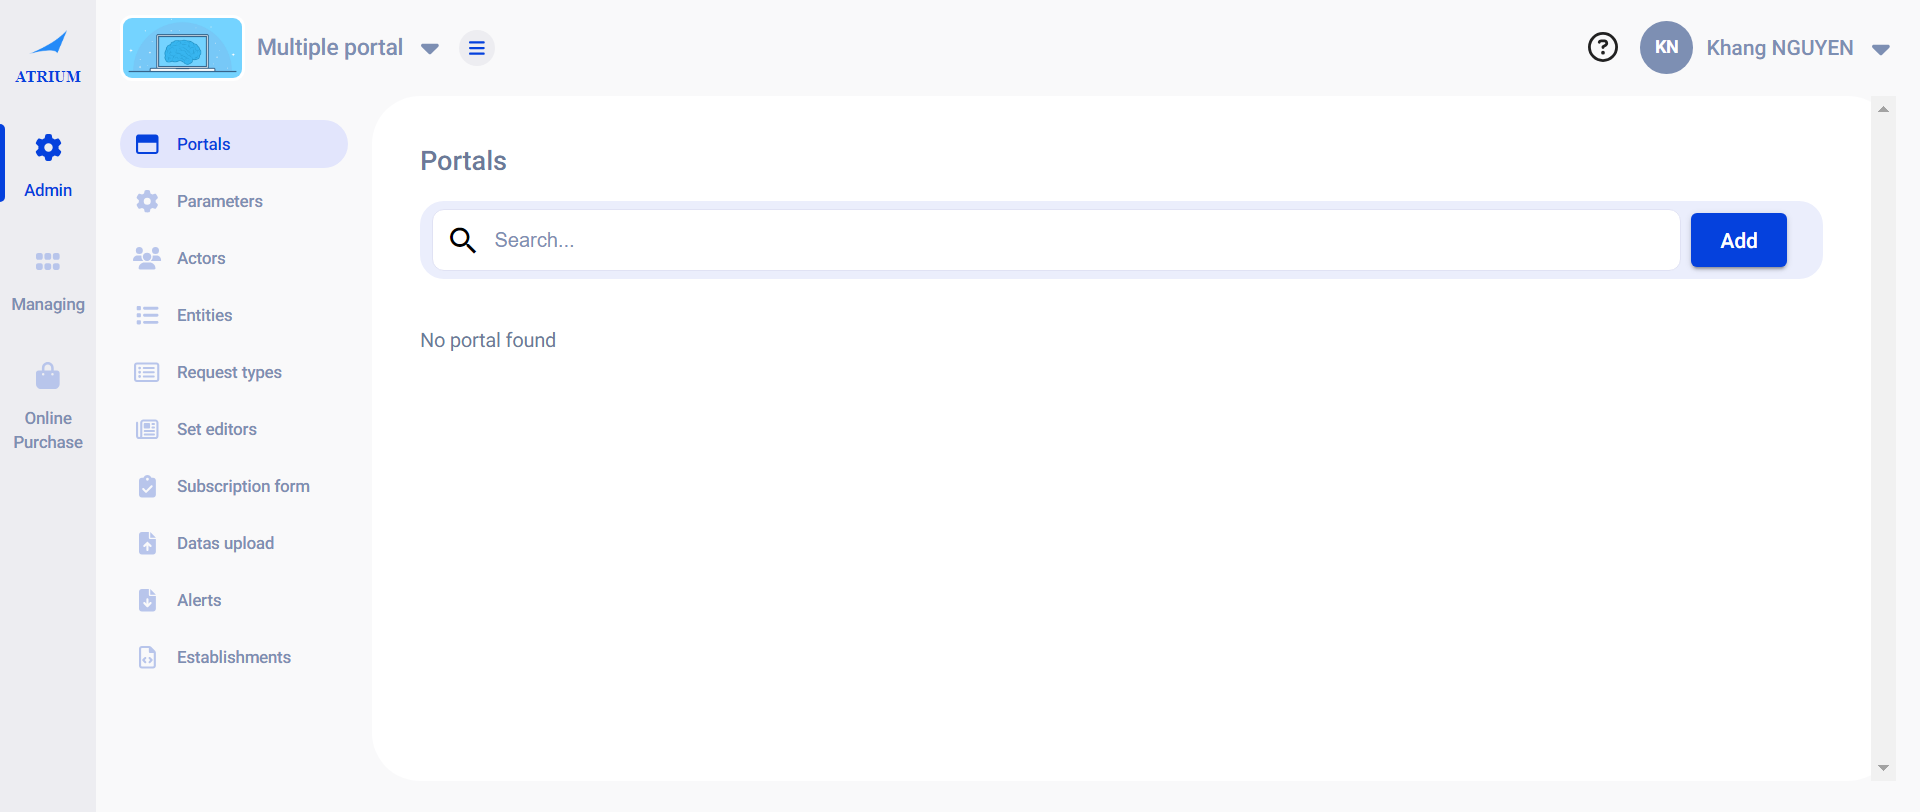 ATRIUM
Multiple portal
?
KN
Khang NGUYEN
Admin
Managing
Online
Purchase
Portals
Parameters
Actors
Entities
Request types
Set editors
Subscription form
Datas upload
Alerts
Establishments
Portals
Search...
Add
No portal found